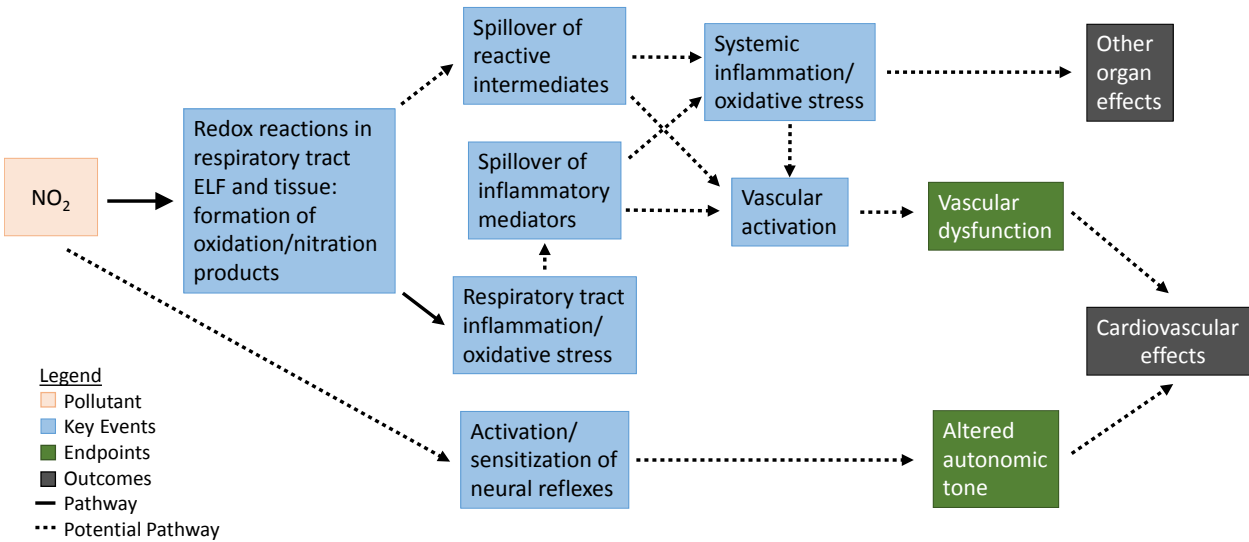 NO₂
Redox reactions in
respiratory tract
ELF and tissue:
formation of
oxidation/nitration
products
Spillover of
reactive
intermediates
Spillover of
inflammatory
mediators
Respiratory tract
inflammation/
oxidative stress
Activation/
sensitization of
neural reflexes
Systemic
inflammation/
oxidative stress
Vascular
activation
Vascular
dysfunction
Altered
autonomic
tone
Other
organ
effects
Cardiovascular
effects
Legend
Pollutant
Key Events
Endpoints
Outcomes
Pathway
Potential Pathway